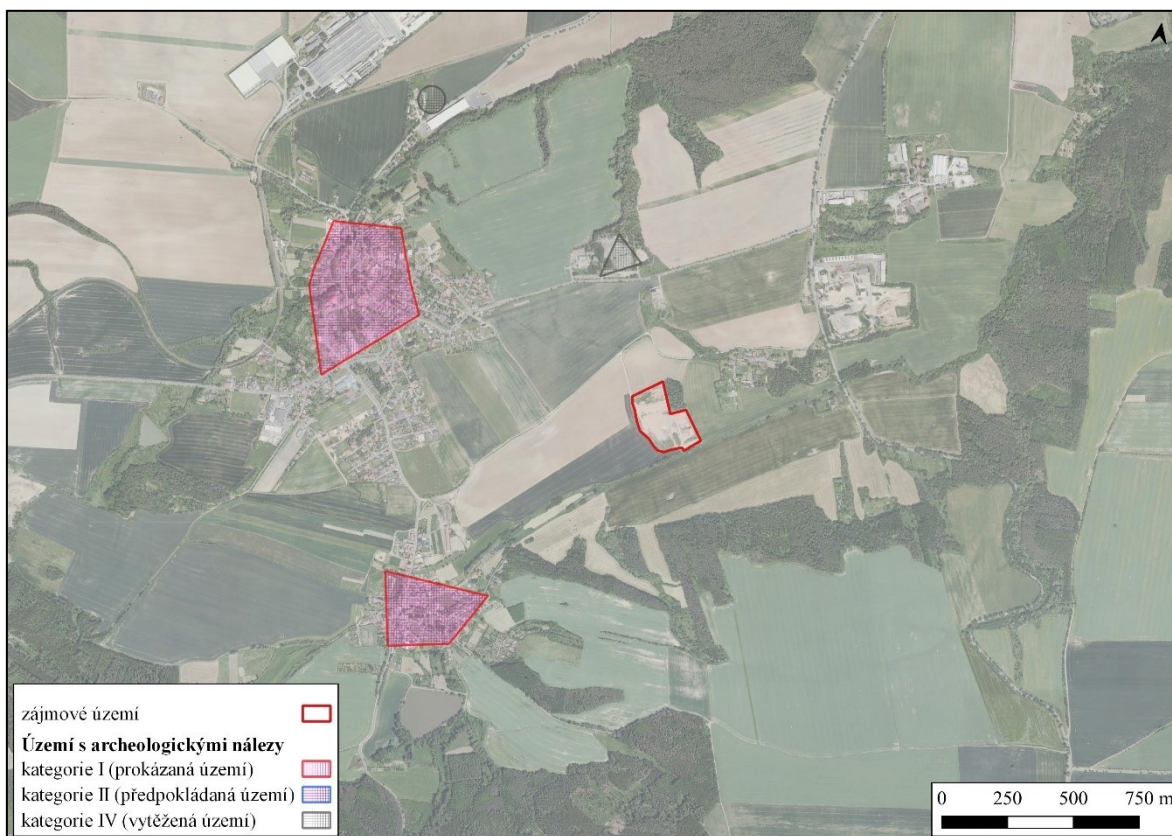 zájmové území
Území s archeologickými nálezy
kategorie I (prokázaná území)
kategorie II (předpokládaná území)
kategorie IV (vytěžená území)
0 250 500 750 m